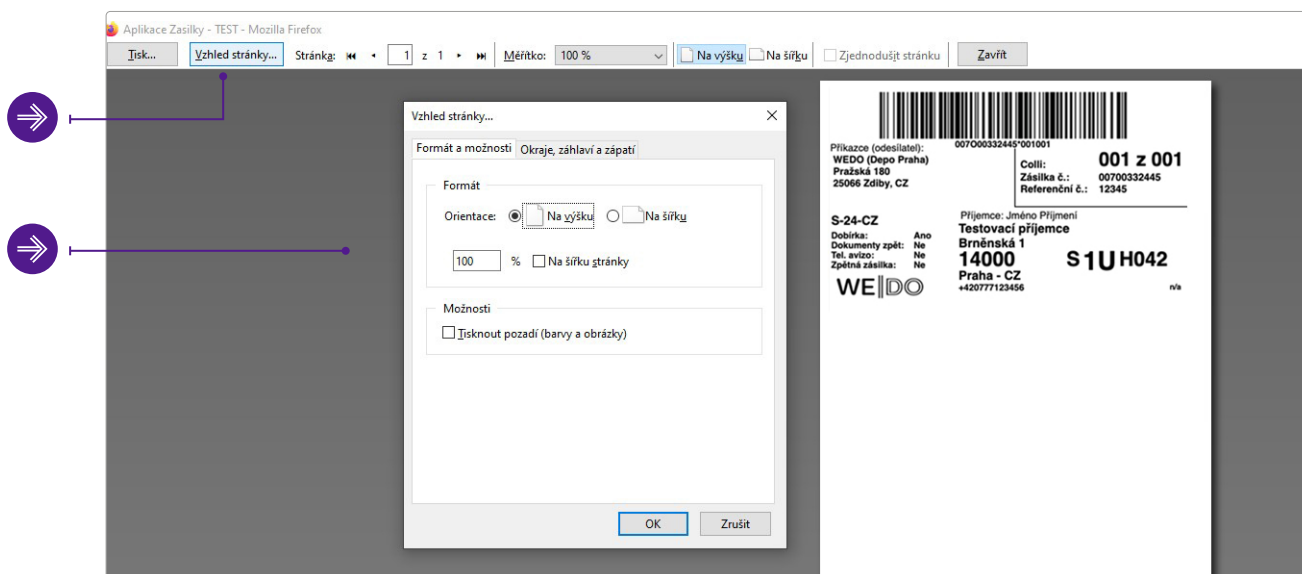 Aplikace Zasilky - TEST - Mozilla Firefox
Tisk... Vzhled stránky... Stránka: 1 z 1 Měřítko: 100 % Na výšku Na šířku Zjednodušit stránku Zavřít
Vzhled stránky...
Formát a možnosti Okraje, záhlaví a zápatí
Formát
Orientace: Na výšku Na šířku
100 % Na šířku stránky
Možnosti
Tisknout pozadí (barvy a obrázky)
OK Zrušit
007O00332445*001001
Příkazce (odesílatel):
WEDO (Depo Praha)
Pražská 180
25066 Zdiby, CZ
Colli: 001 z 001
Zásilka č.: 00700332445
Referenční č.: 12345
S-24-CZ
Dobírka: Ano
Dokumenty zpět: Ne
Tel. avizo: Ne
Zpětná zásilka: Ne
WE|DO
Příjemce: Jméno Příjmení
Testovací příjemce
Brněnská 1
14000 S1U H042
Praha - CZ
+420777123456 n/a